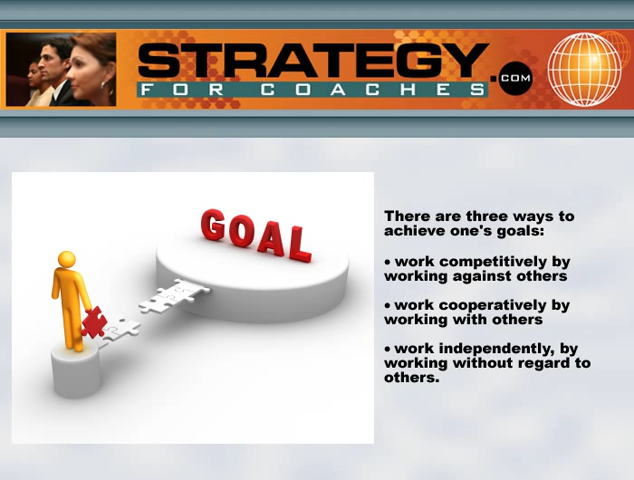 STRATEGY.COM
FOR COACHES
GOAL
There are three ways to
achieve one's goals:
• work competitively by
working against others
• work cooperatively by
working with others
• work independently, by
working without regard to
others.